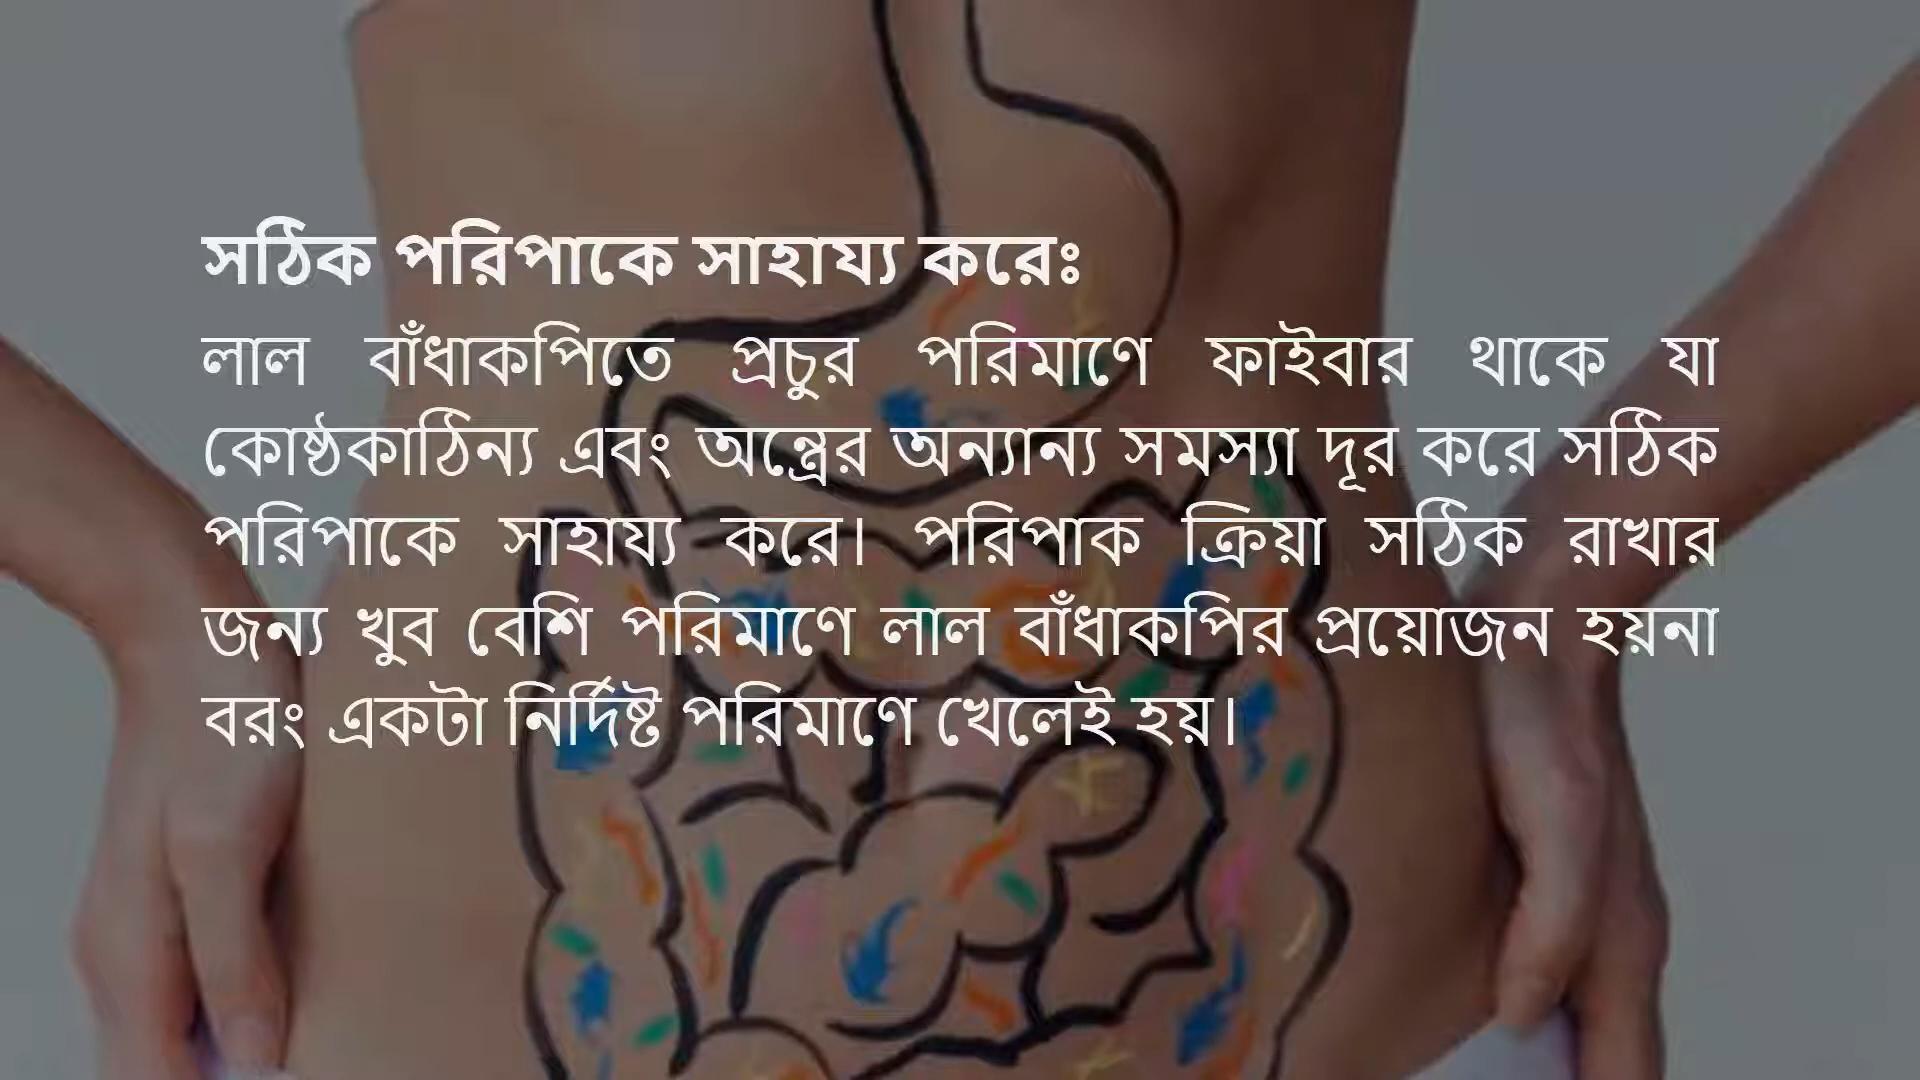 সঠিক পরিপাকে সাহায্য করেঃ
লাল বাঁধাকপিতে প্রচুর পরিমাণে ফাইবার থাকে যা
কোষ্ঠকাঠিন্য এবং অন্ত্রের অন্যান্য সমস্যা দূর করে সঠিক
পরিপাকে সাহায্য করে। পরিপাক ক্রিয়া সঠিক রাখার
জন্য খুব বেশি পরিমাণে লাল বাঁধাকপির প্রয়োজন হয়না
বরং একটা নির্দিষ্ট পরিমাণে খেলেই হয়।